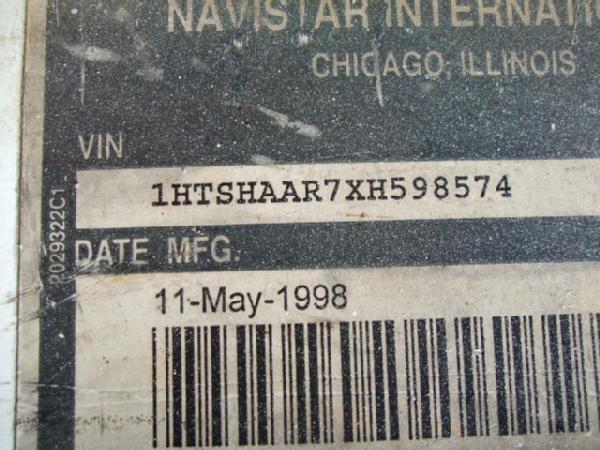 NAVISTAR INTERNATIO
CHICAGO, ILLINOIS
VIN
1HTSHAAR7XH598574
DATE MFG.
11-May-1998
2029322C1